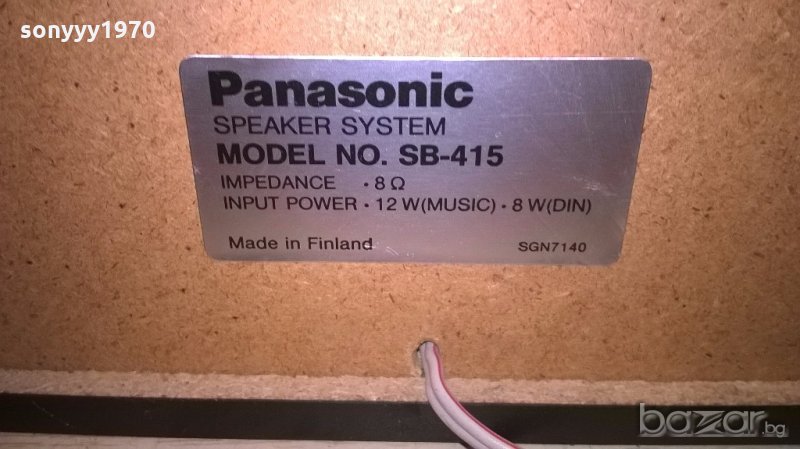 sonyyy1970
Panasonic
SPEAKER SYSTEM
MODEL NO. SB-415
IMPEDANCE • 8 Ω
INPUT POWER • 12 W(MUSIC) • 8 W(DIN)
Made in Finland SGN7140
bazar.bg